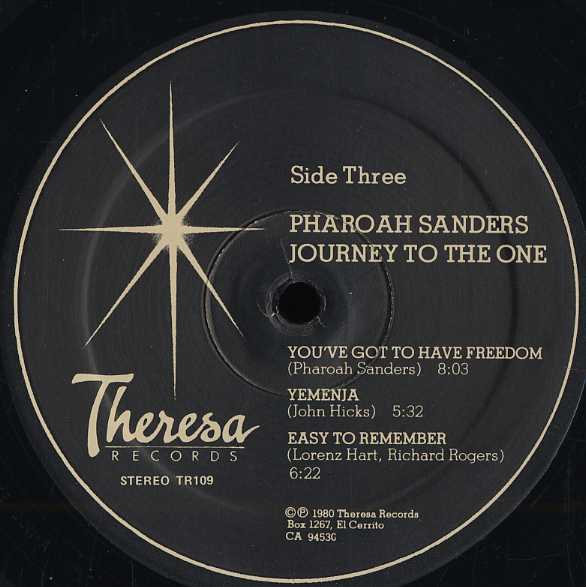 Side Three
PHAROAH SANDERS
JOURNEY TO THE ONE
YOU'VE GOT TO HAVE FREEDOM
(Pharoah Sanders) 8:03
YEMENJA
(John Hicks) 5:32
EASY TO REMEMBER
(Lorenz Hart, Richard Rogers)
6:22
Theresa
RECORDS
STEREO TR109
©℗ 1980 Theresa Records
Box 1267, El Cerrito
CA 94530